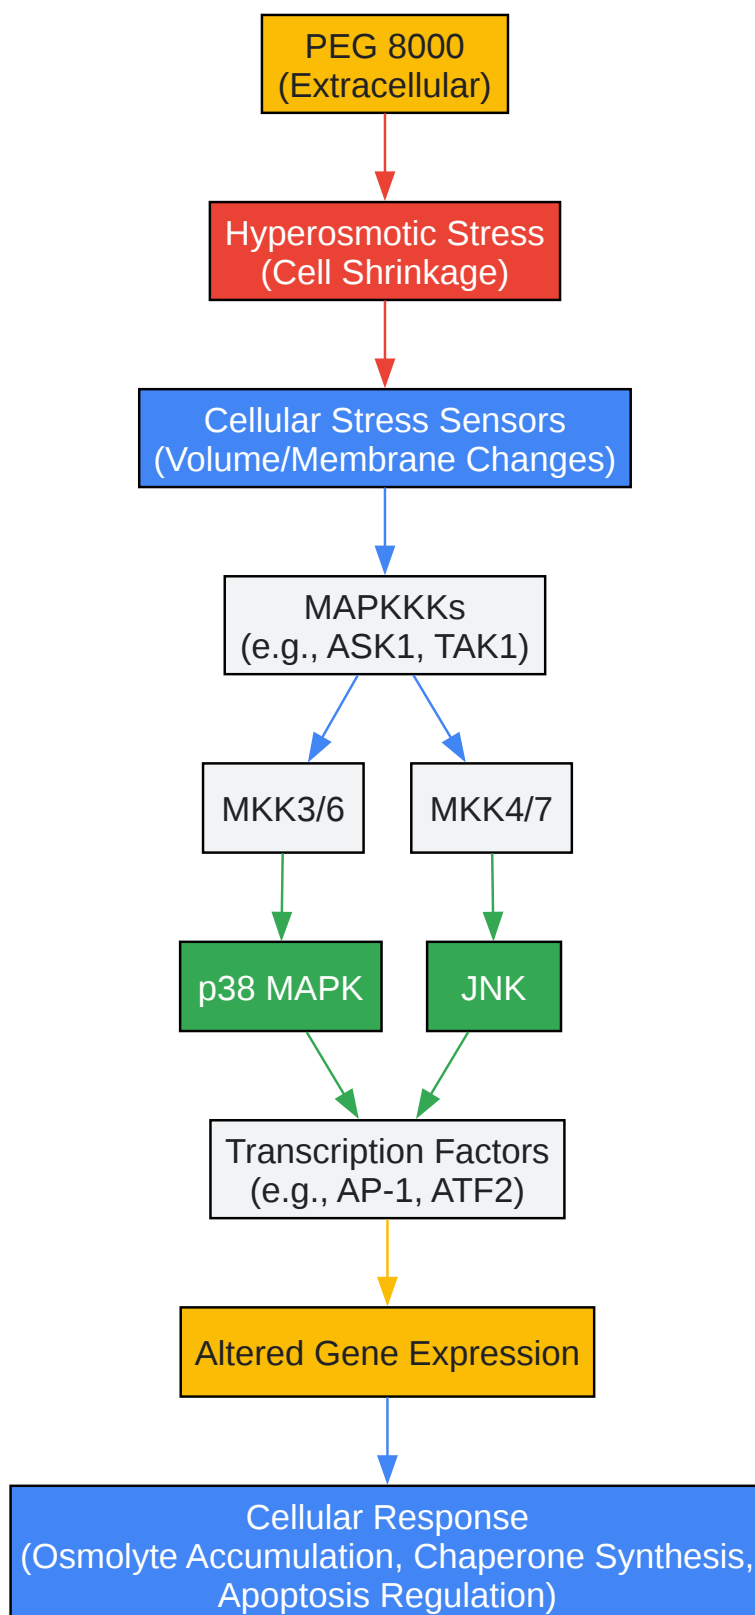 PEG 8000
(Extracellular)
Hyperosmotic Stress
(Cell Shrinkage)
Cellular Stress Sensors
(Volume/Membrane Changes)
MAPKKKs
(e.g., ASK1, TAK1)
MKK3/6
MKK4/7
p38 MAPK
JNK
Transcription Factors
(e.g., AP-1, ATF2)
Altered Gene Expression
Cellular Response
(Osmolyte Accumulation, Chaperone Synthesis,
Apoptosis Regulation)